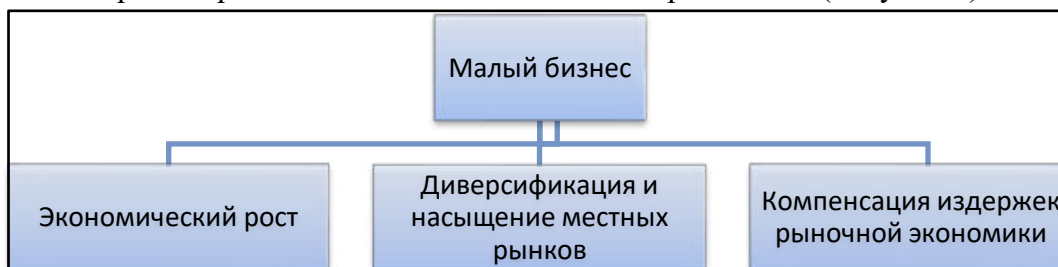 Малый бизнес
Экономический рост
Диверсификация и
насыщение местных
рынков
Компенсация издержек
рыночной экономики